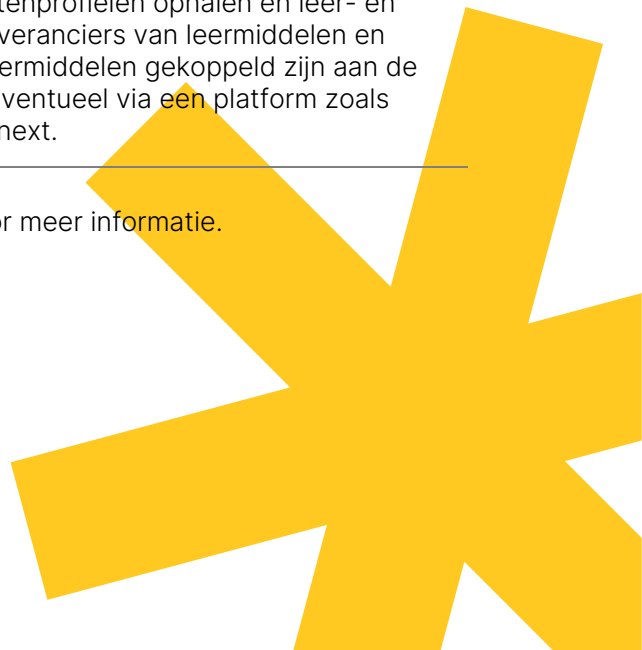 tenprofielen ophalen en leer- en
veranciers van leermiddelen en
ermiddelen gekoppeld zijn aan de
ventueel via een platform zoals
next.
r meer informatie.